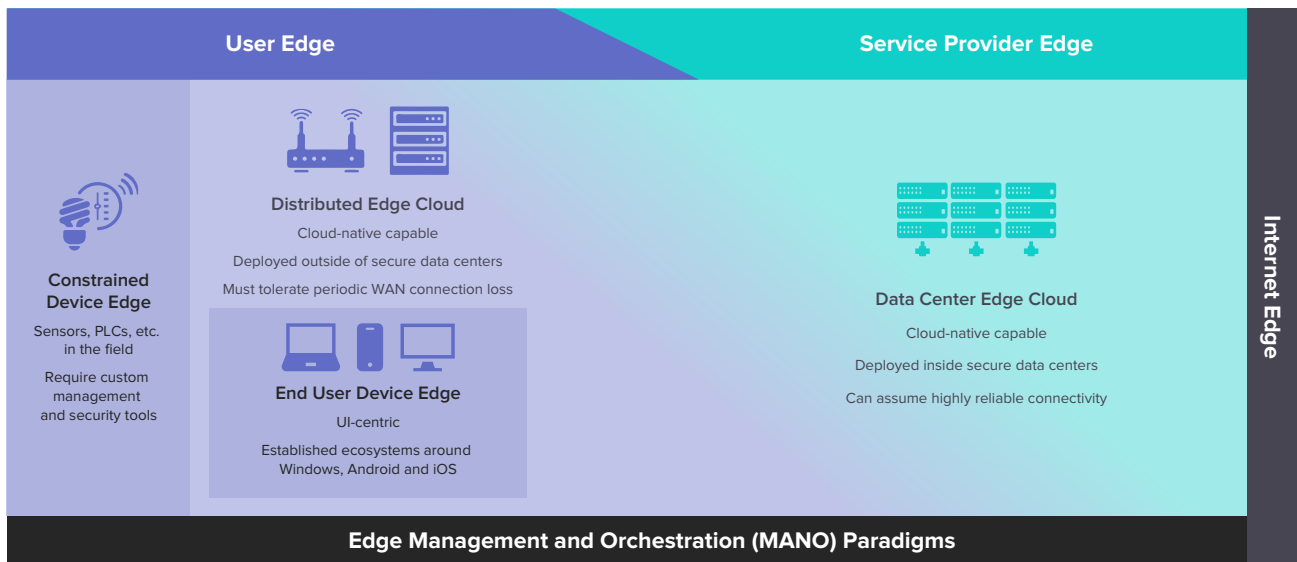 User Edge
Service Provider Edge
Internet Edge
Constrained
Device Edge
Sensors, PLCs, etc.
in the field
Require custom
management
and security tools
Distributed Edge Cloud
Cloud-native capable
Deployed outside of secure data centers
Must tolerate periodic WAN connection loss
End User Device Edge
UI-centric
Established ecosystems around
Windows, Android and iOS
Data Center Edge Cloud
Cloud-native capable
Deployed inside secure data centers
Can assume highly reliable connectivity
Edge Management and Orchestration (MANO) Paradigms